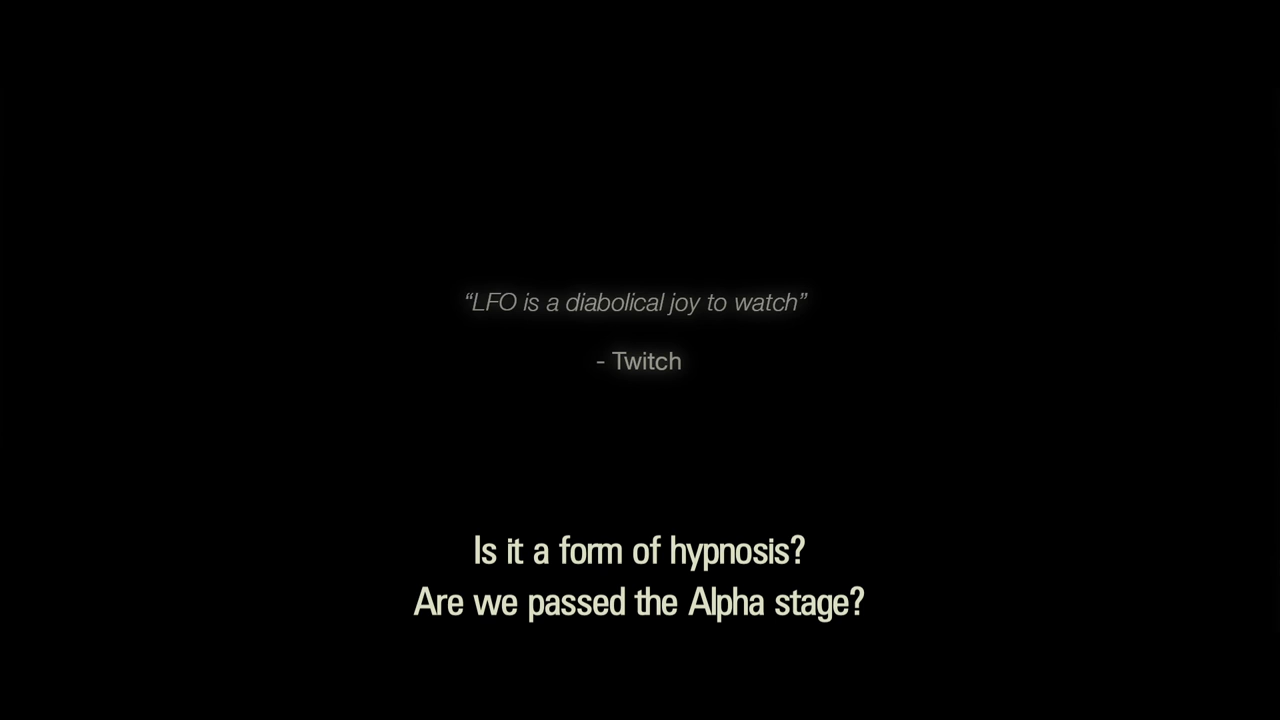 “LFO is a diabolical joy to watch”
- Twitch
Is it a form of hypnosis?
Are we passed the Alpha stage?